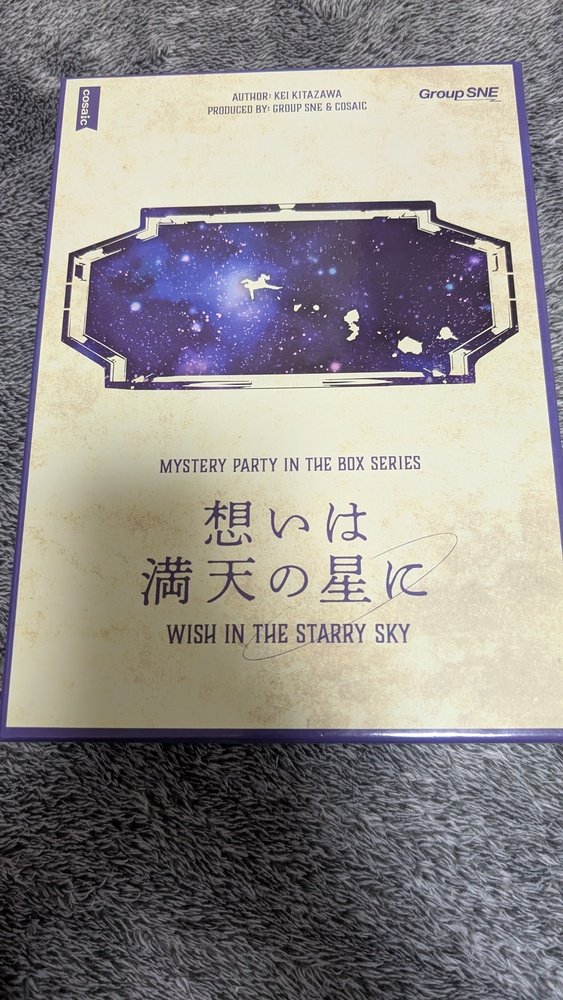 cosaic
AUTHOR: KEI KITAZAWA
PRODUCED BY: GROUP SNE & COSAIC
Group SNE
MYSTERY PARTY IN THE BOX SERIES
想いは
満天の星に
WISH IN THE STARRY SKY